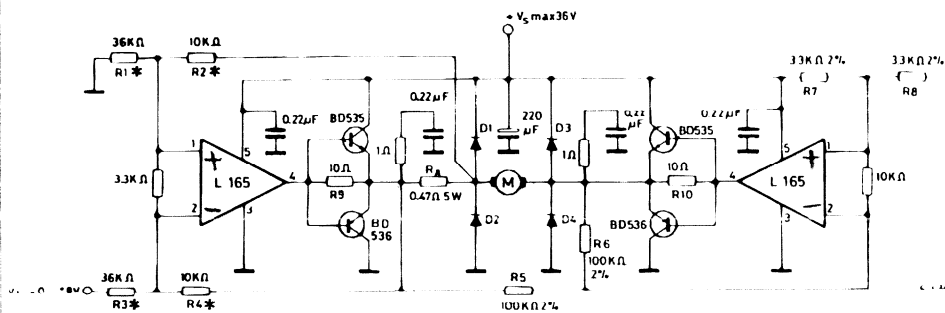 + Vs max 36V
36KΩ
R1*
10KΩ
R2*
33KΩ 2%
R7
33KΩ 2%
R8
0.22µF
BD535
0.22µF
1Ω
D1
220 µF
D3
0.22 µF
1Ω
BD535
0.22µF
1
5
+
L 165
4
−
2
3
3.3KΩ
10Ω
R9
BD 536
0.47Ω 5W
M
D2
D4
10Ω
R10
BD536
R6
100KΩ 2%
4
5
1
+
L 165
−
2
3
10KΩ
36KΩ
R3*
10KΩ
R4*
R5
100KΩ 2%